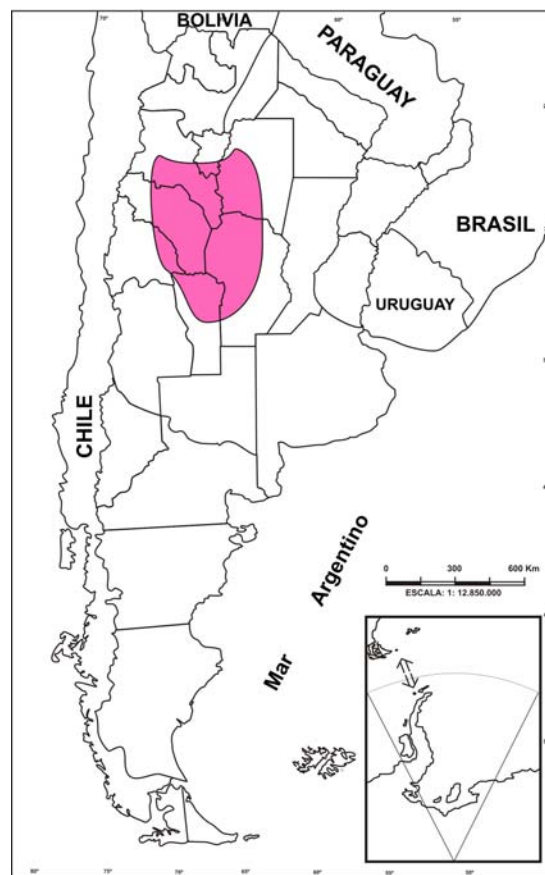 BOLIVIA
PARAGUAY
BRASIL
URUGUAY
CHILE
Argentino
Mar
0 300 600 Km
ESCALA: 1: 12.850.000